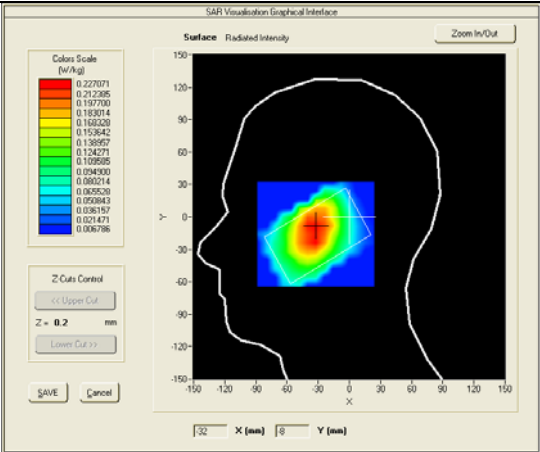 SAR Visualisation Graphical Interface
Surface Radiated Intensity
Zoom In/Out
Colors Scale
(W/kg)
0.227071
0.212385
0.197700
0.183014
0.168328
0.153642
0.138957
0.124271
0.109585
0.094900
0.080214
0.065528
0.050843
0.036157
0.021471
0.006786
Z-Cuts Control
<< Upper Cut
Z = 0.2 mm
Lower Cut >>
SAVE Cancel
150
120
90
60
30
0
-30
-60
-90
-120
-150
Y
-150 -120 -90 -60 -30 0 30 60 90 120 150
X
-32 X (mm) -8 Y (mm)